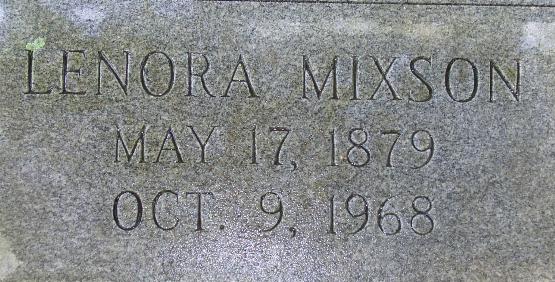 LENORA MIXSON
MAY 17, 1879
OCT. 9, 1968